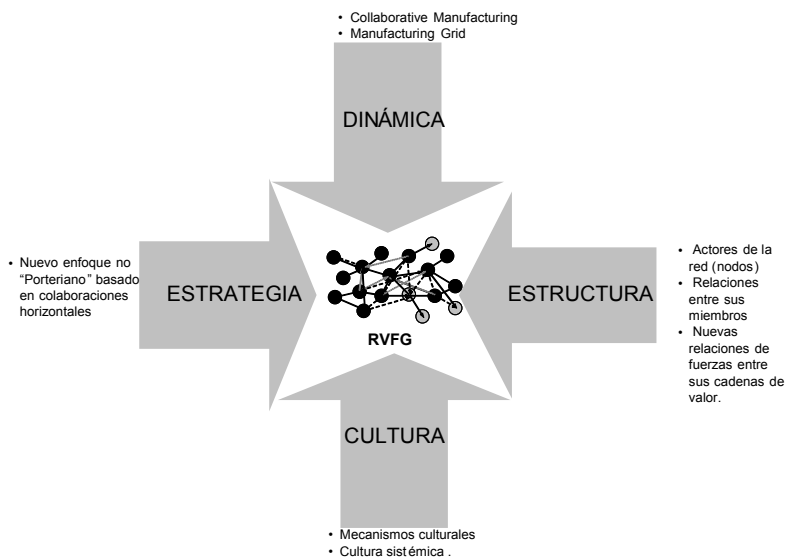 • Collaborative Manufacturing
• Manufacturing Grid
DINÁMICA
• Nuevo enfoque no
“Porteriano” basado
en colaboraciones
horizontales
ESTRATEGIA
RVFG
ESTRUCTURA
• Actores de la
red (nodos)
• Relaciones
entre sus
miembros
• Nuevas
relaciones de
fuerzas entre
sus cadenas de
valor.
CULTURA
• Mecanismos culturales
• Cultura sistémica .